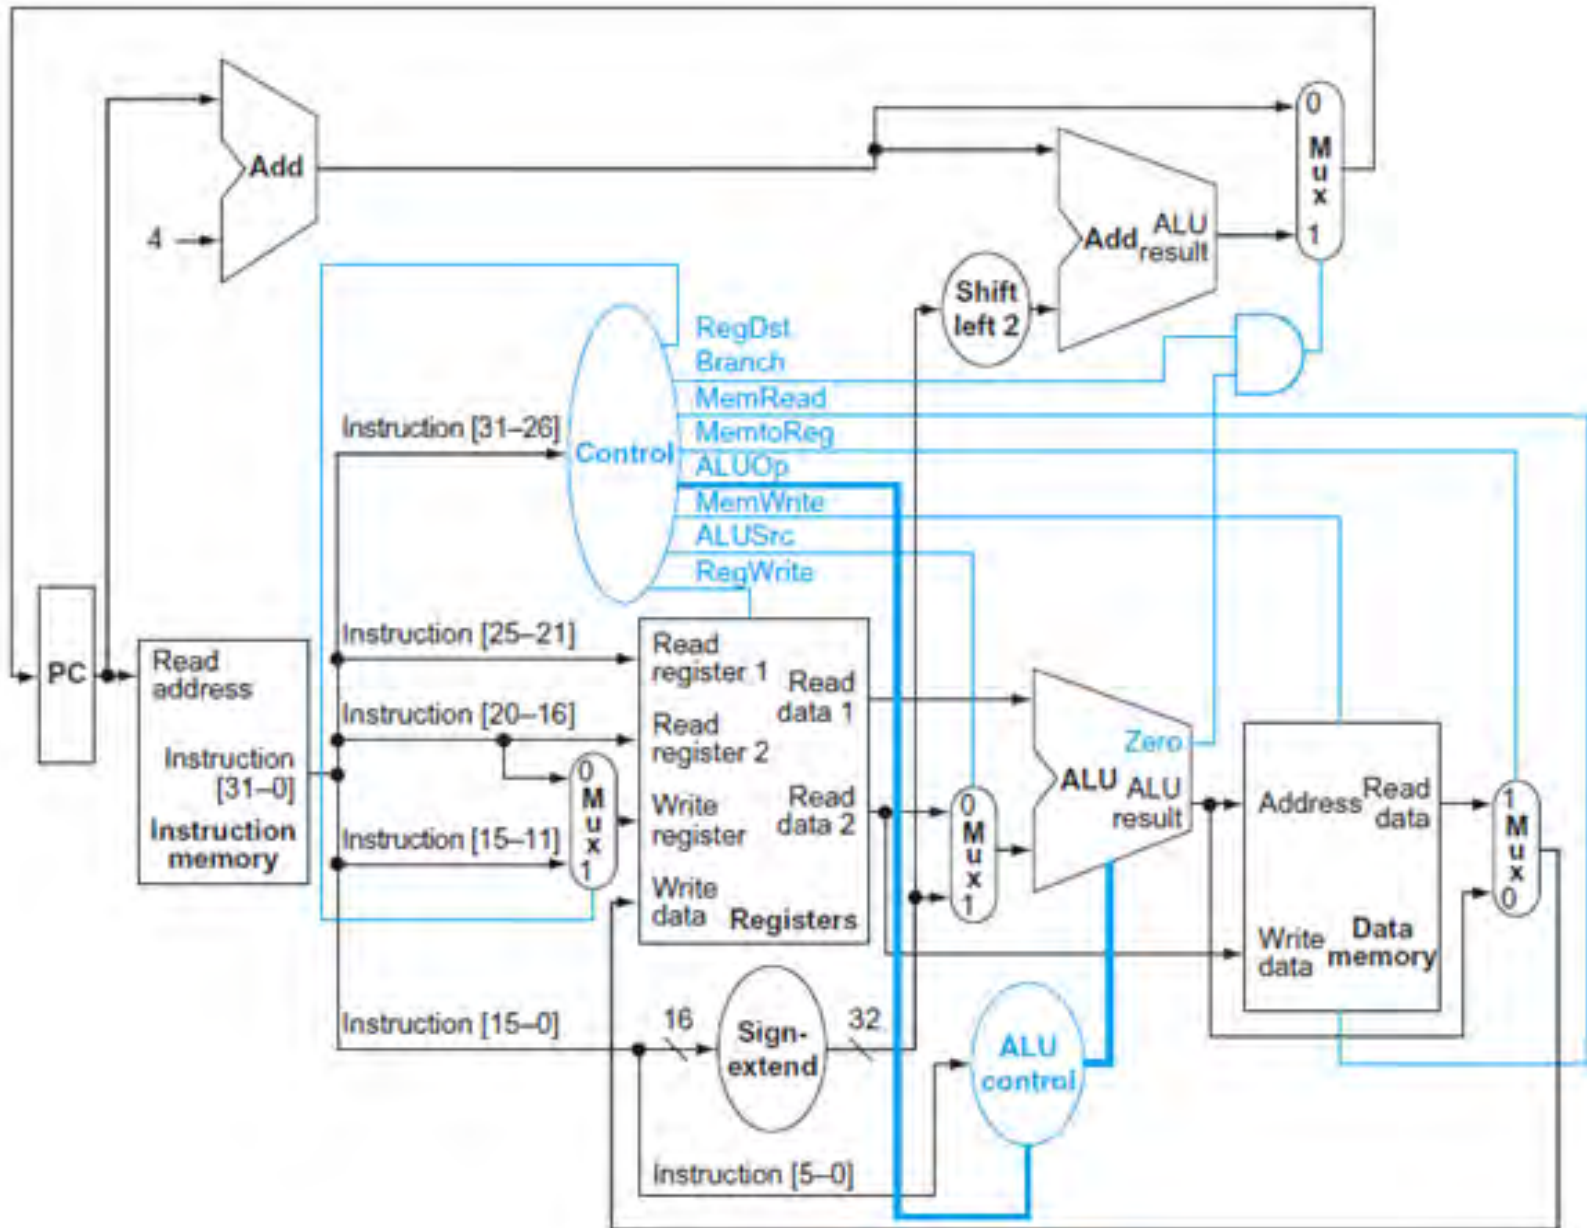 0
M
u
x
1
Add
4
Add
ALU
result
Shift
left 2
RegDst
Branch
MemRead
MemtoReg
ALUOp
MemWrite
ALUSrc
RegWrite
Control
Instruction [31–26]
Instruction [25–21]
Instruction [20–16]
Instruction [15–11]
Instruction [15–0]
Instruction [5–0]
PC
Read
address
Instruction
[31–0]
Instruction
memory
0
M
u
x
1
Read
register 1
Read
register 2
Write
register
Write
data
Read
data 1
Read
data 2
Registers
0
M
u
x
1
Zero
ALU
ALU
result
Address
Read
data
Write
data
Data
memory
1
M
u
x
0
16
Sign-
extend
32
ALU
control